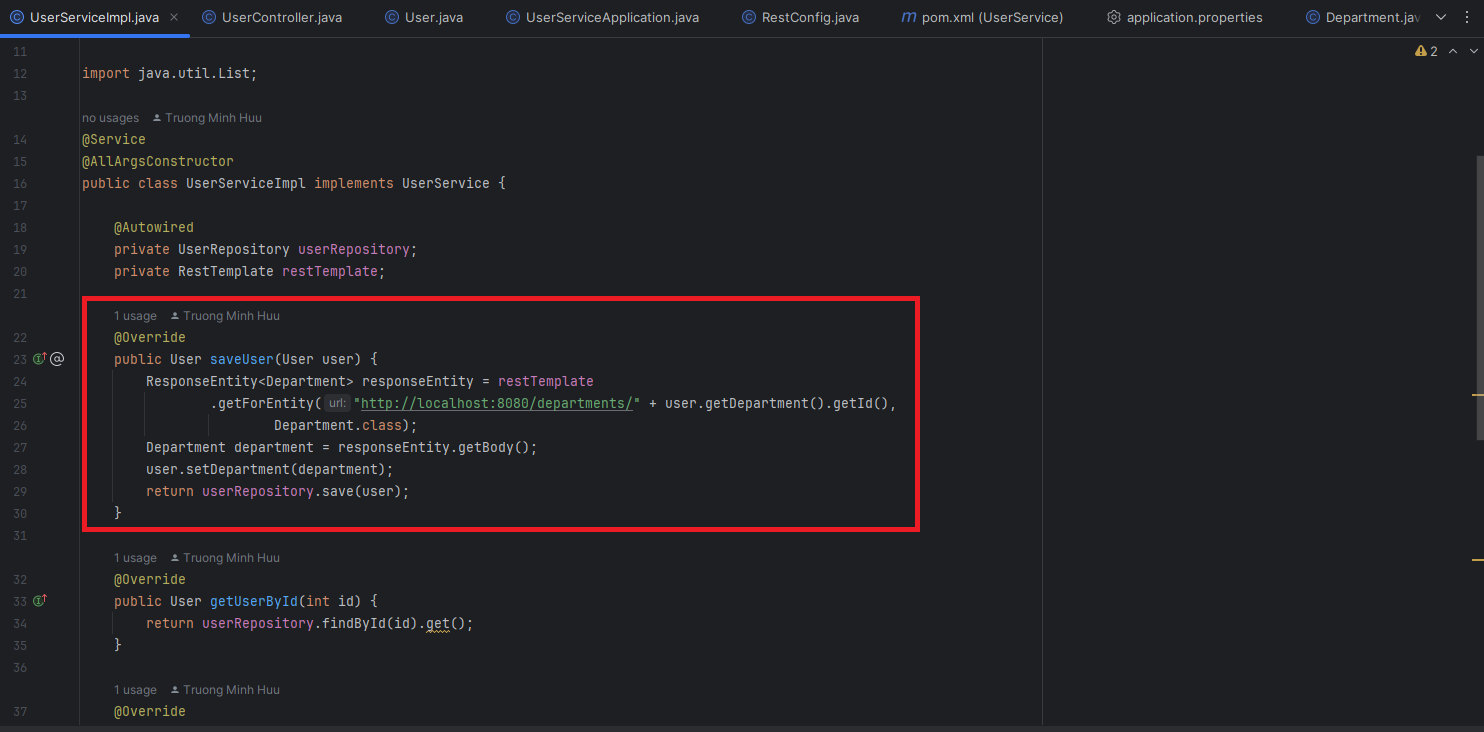 UserServiceImpl.java × UserController.java User.java UserServiceApplication.java RestConfig.java m pom.xml (UserService) application.properties Department.jav
2
11
12 import java.util.List;
13
no usages Truong Minh Huu
14 @Service
15 @AllArgsConstructor
16 public class UserServiceImpl implements UserService {
17
18 @Autowired
19 private UserRepository userRepository;
20 private RestTemplate restTemplate;
21
1 usage Truong Minh Huu
22 @Override
23 public User saveUser(User user) {
24 ResponseEntity<Department> responseEntity = restTemplate
25 .getForEntity( url: "http://localhost:8080/departments/" + user.getDepartment().getId(),
26 Department.class);
27 Department department = responseEntity.getBody();
28 user.setDepartment(department);
29 return userRepository.save(user);
30 }
31
1 usage Truong Minh Huu
32 @Override
33 public User getUserById(int id) {
34 return userRepository.findById(id).get();
35 }
36
1 usage Truong Minh Huu
37 @Override